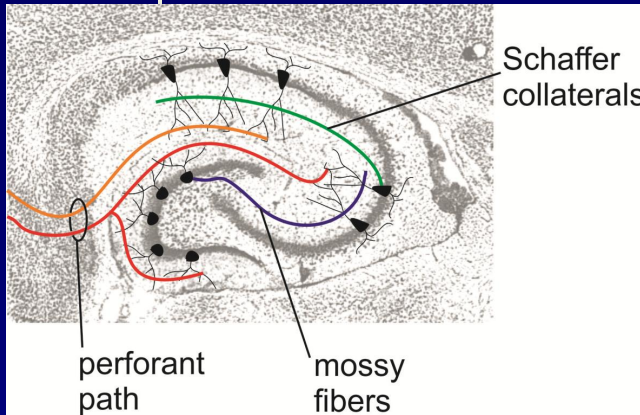 Schaffer
collaterals
perforant
path
mossy
fibers